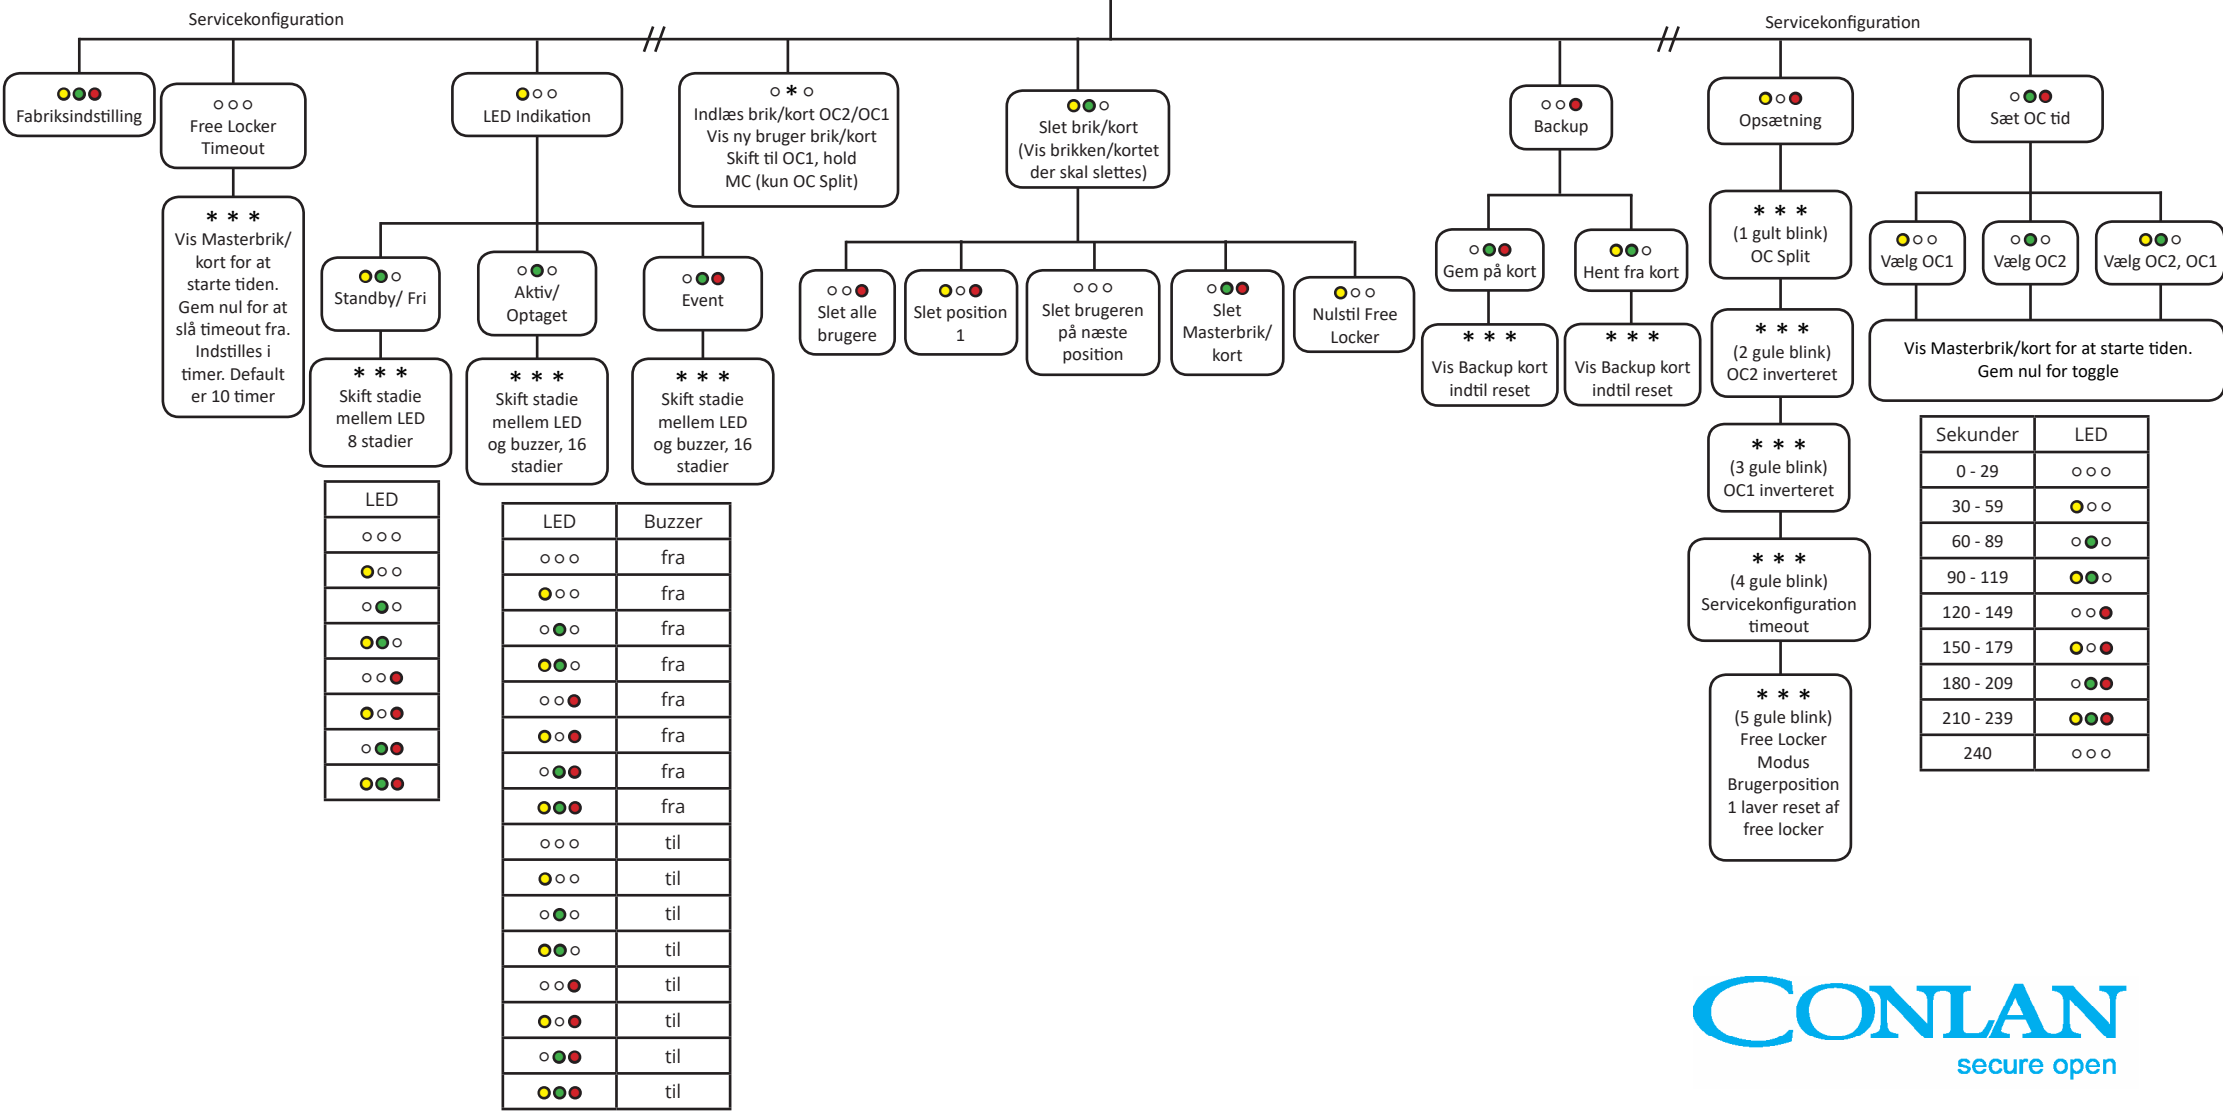 Servicekonfiguration
Servicekonfiguration
Fabriksindstilling
Free Locker
Timeout
* * *
Vis Masterbrik/
kort for at
starte tiden.
Gem nul for at
slå timeout fra.
Indstilles i
timer. Default
er 10 timer
LED Indikation
Standby/ Fri
* * *
Skift stadie
mellem LED
8 stadier
LED
Aktiv/
Optaget
* * *
Skift stadie
mellem LED
og buzzer, 16
stadier
Event
* * *
Skift stadie
mellem LED
og buzzer, 16
stadier
LED Buzzer
fra
fra
fra
fra
fra
fra
fra
fra
til
til
til
til
til
til
til
til
*
Indlæs brik/kort OC2/OC1
Vis ny bruger brik/kort
Skift til OC1, hold
MC (kun OC Split)
Slet brik/kort
(Vis brikken/kortet
der skal slettes)
Slet alle
brugere
Slet position
1
Slet brugeren
på næste
position
Slet
Masterbrik/
kort
Nulstil Free
Locker
Backup
Gem på kort
* * *
Vis Backup kort
indtil reset
Hent fra kort
* * *
Vis Backup kort
indtil reset
Opsætning
* * *
(1 gult blink)
OC Split
* * *
(2 gule blink)
OC2 inverteret
* * *
(3 gule blink)
OC1 inverteret
* * *
(4 gule blink)
Servicekonfiguration
timeout
* * *
(5 gule blink)
Free Locker
Modus
Brugerposition
1 laver reset af
free locker
Sæt OC tid
Vælg OC1
Vælg OC2
Vælg OC2, OC1
Vis Masterbrik/kort for at starte tiden.
Gem nul for toggle
Sekunder LED
0 - 29
30 - 59
60 - 89
90 - 119
120 - 149
150 - 179
180 - 209
210 - 239
240
CONLAN
secure open